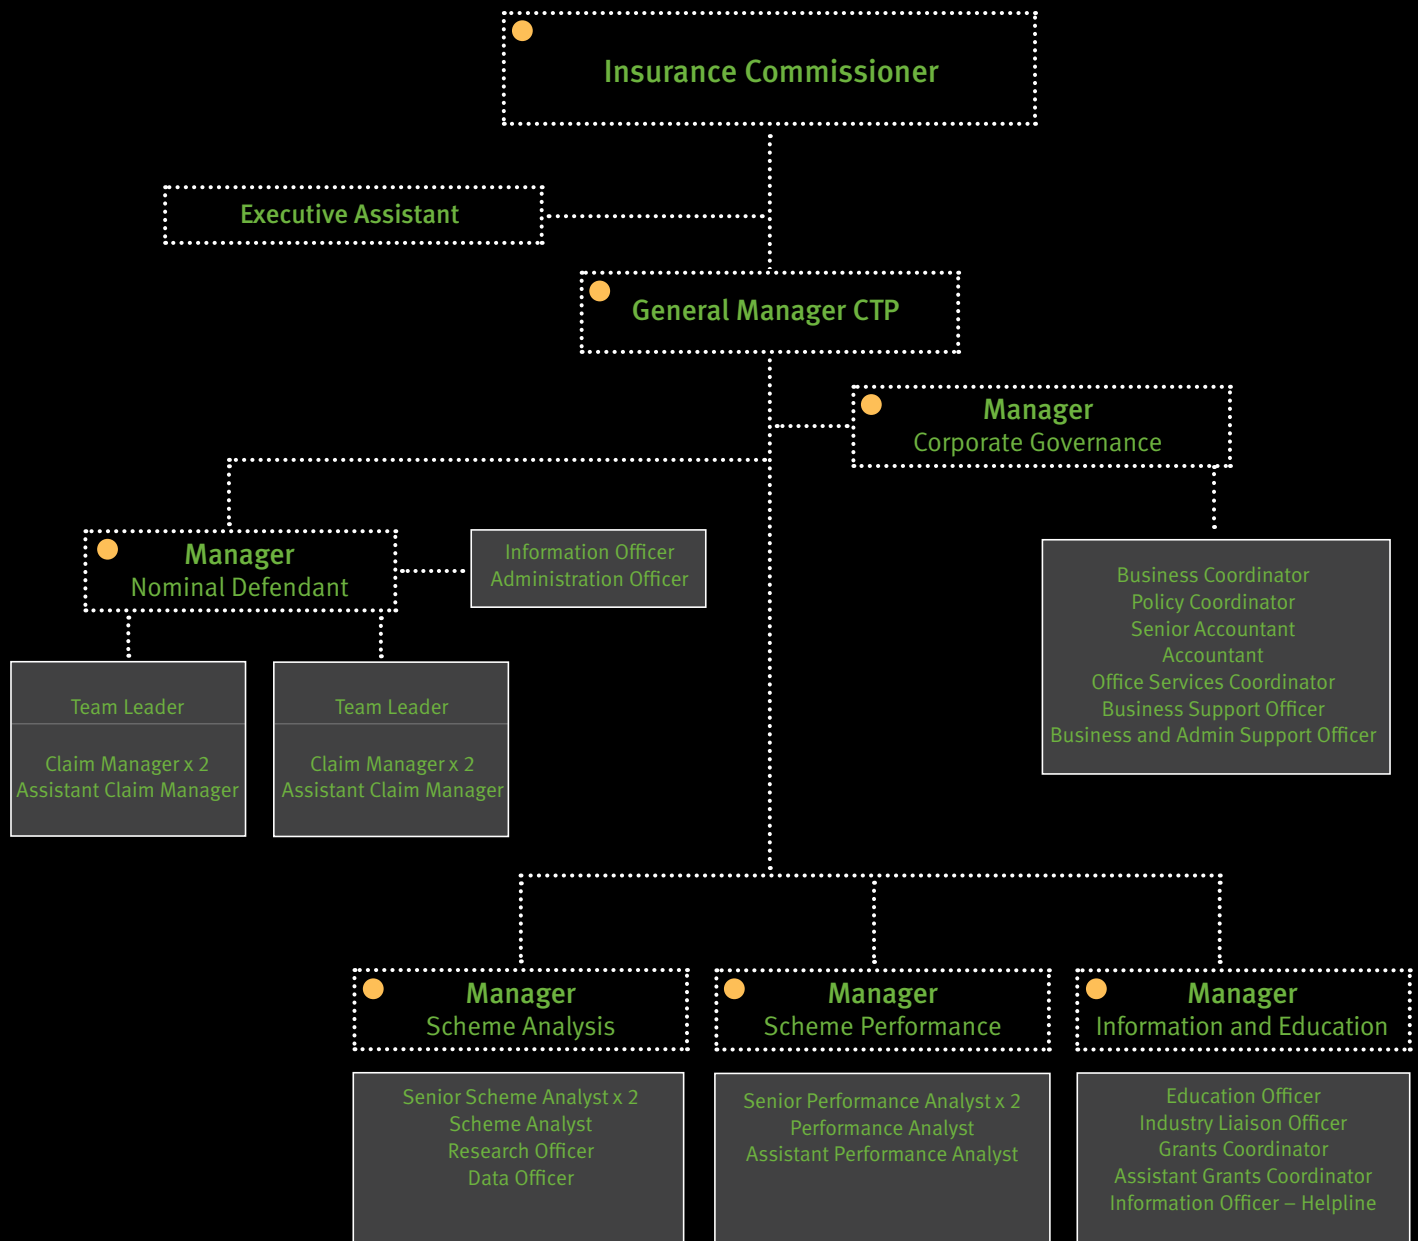 Insurance Commissioner
Executive Assistant
General Manager CTP
Manager
Corporate Governance
Manager
Nominal Defendant
Information Officer
Administration Officer
Business Coordinator
Policy Coordinator
Senior Accountant
Accountant
Office Services Coordinator
Business Support Officer
Business and Admin Support Officer
Team Leader
Claim Manager x 2
Assistant Claim Manager
Team Leader
Claim Manager x 2
Assistant Claim Manager
Manager
Scheme Analysis
Senior Scheme Analyst x 2
Scheme Analyst
Research Officer
Data Officer
Manager
Scheme Performance
Senior Performance Analyst x 2
Performance Analyst
Assistant Performance Analyst
Manager
Information and Education
Education Officer
Industry Liaison Officer
Grants Coordinator
Assistant Grants Coordinator
Information Officer – Helpline